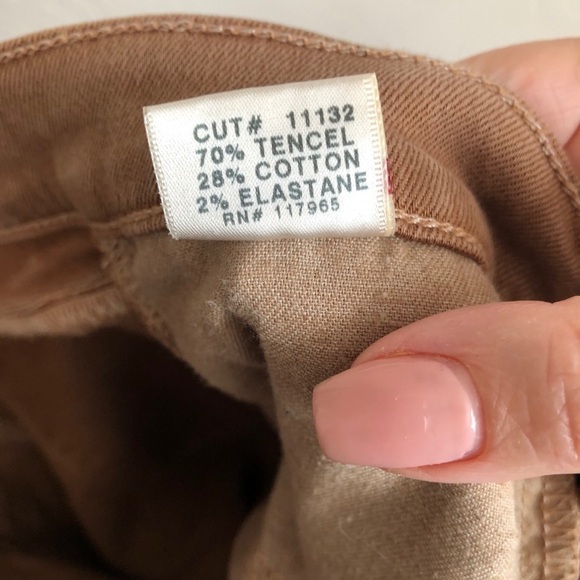 CUT# 11132
70% TENCEL
28% COTTON
2% ELASTANE
RN# 117965